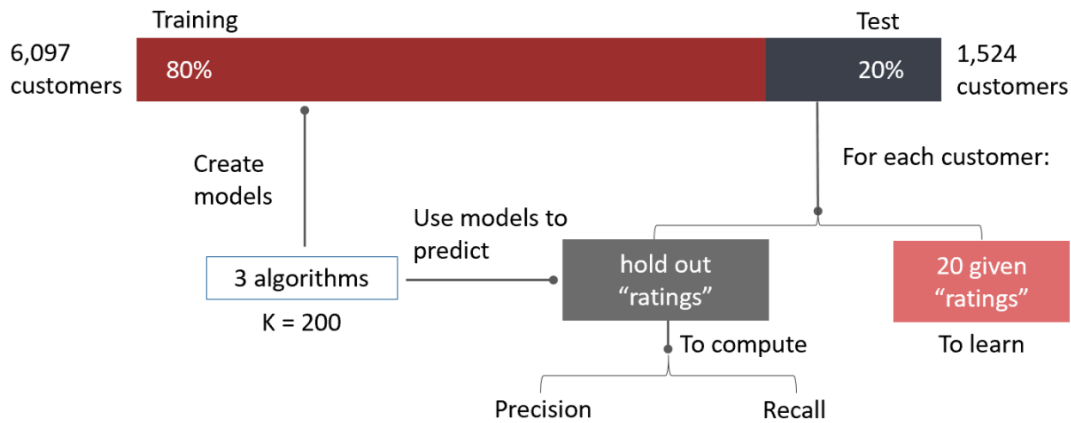 Training
Test
6,097
customers
80%
20%
1,524
customers
Create
models
For each customer:
Use models to
predict
3 algorithms
K = 200
hold out
“ratings”
20 given
“ratings”
To compute
To learn
Precision
Recall